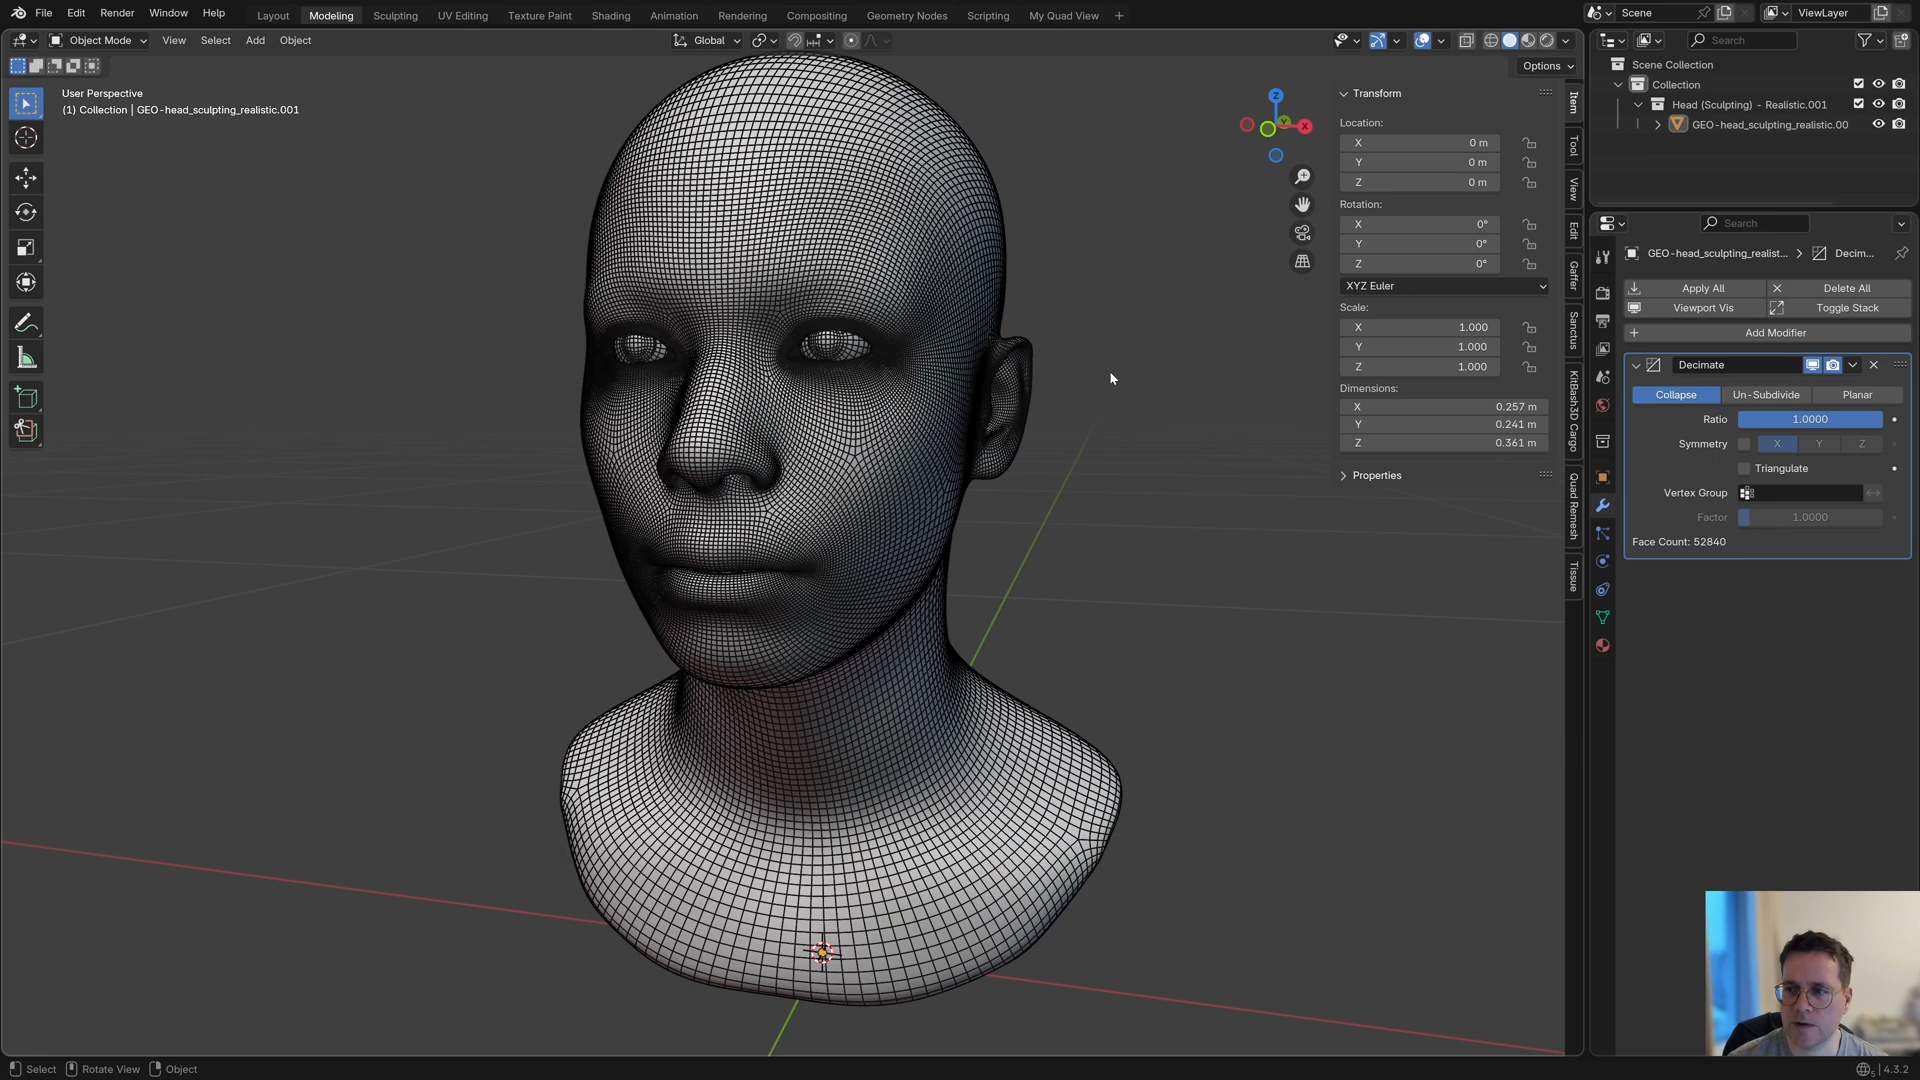 File Edit Render Window Help
Layout Modeling Sculpting UV Editing Texture Paint Shading Animation Rendering Compositing Geometry Nodes Scripting My Quad View +
Scene
ViewLayer
Object Mode View Select Add Object
Global
Search
Options
User Perspective
(1) Collection | GEO-head_sculpting_realistic.001
Z
Y
X
Transform
Location:
X 0 m
Y 0 m
Z 0 m
Rotation:
X 0°
Y 0°
Z 0°
XYZ Euler
Scale:
X 1.000
Y 1.000
Z 1.000
Dimensions:
X 0.257 m
Y 0.241 m
Z 0.361 m
Properties
Item
Tool
View
Edit
Gaffer
Sanctus
KitBash3D Cargo
Quad Remesh
Tissue
Scene Collection
Collection
Head (Sculpting) - Realistic.001
GEO-head_sculpting_realistic.00
Search
GEO-head_sculpting_realist... Decim...
Apply All Delete All
Viewport Vis Toggle Stack
Add Modifier
Decimate
Collapse Un-Subdivide Planar
Ratio 1.0000
Symmetry X Y Z
Triangulate
Vertex Group
Factor 1.0000
Face Count: 52840
Select Rotate View Object
5 4.3.2